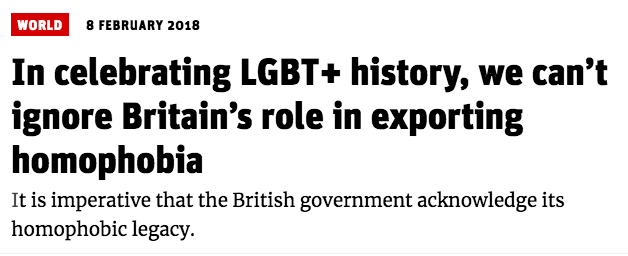 WORLD 8 FEBRUARY 2018
In celebrating LGBT+ history, we can’t
ignore Britain’s role in exporting
homophobia
It is imperative that the British government acknowledge its
homophobic legacy.